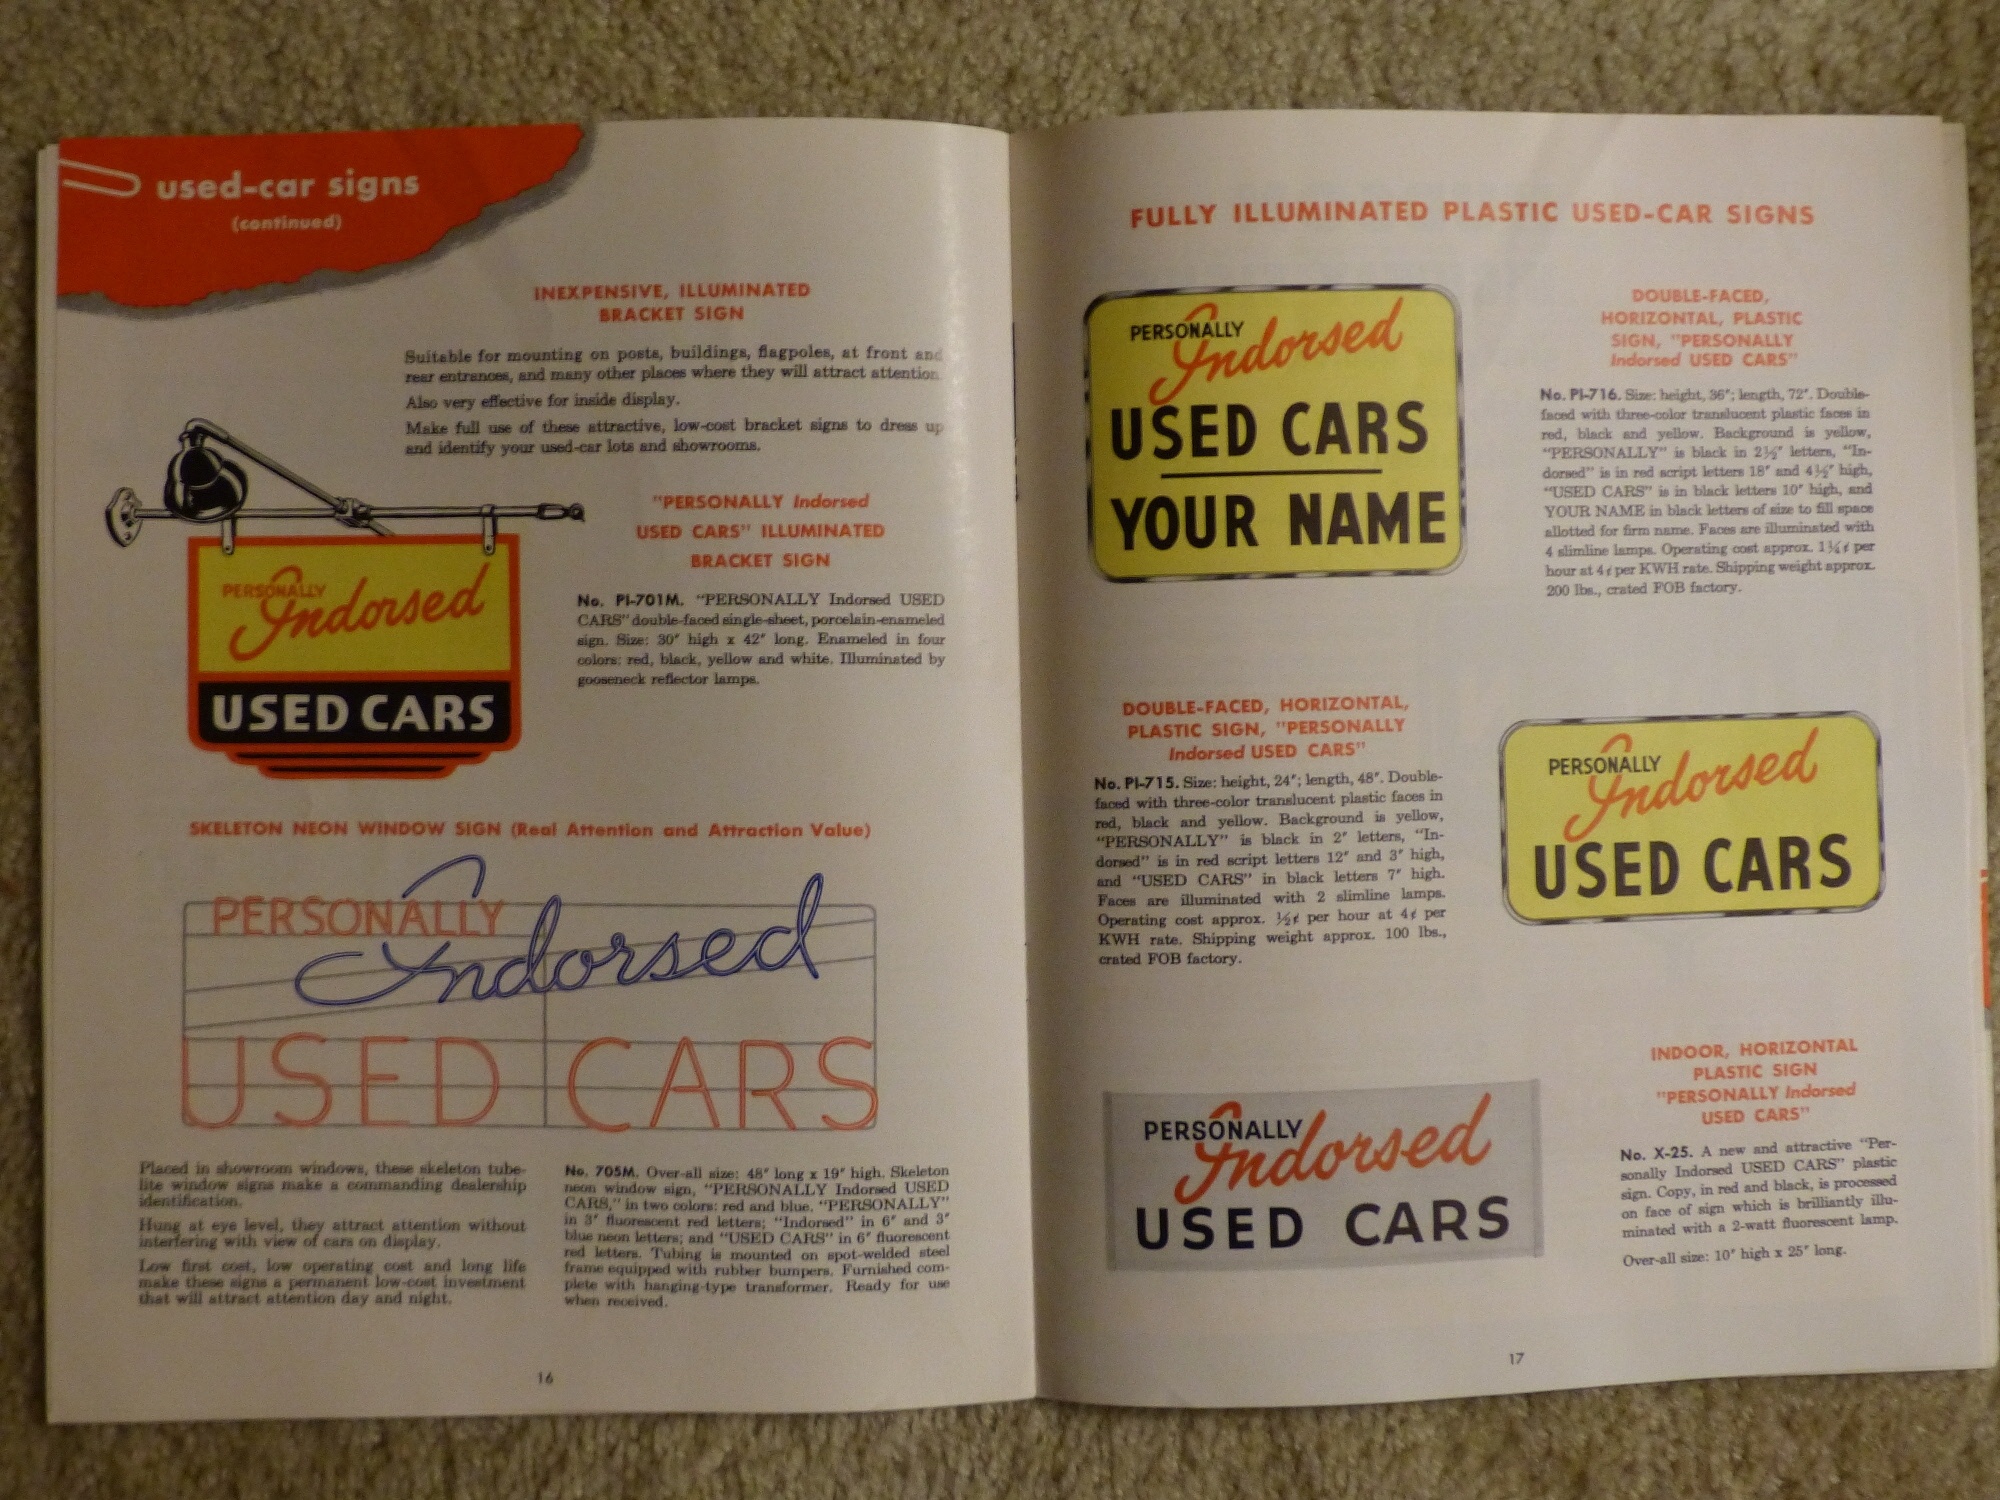 used-car signs
(continued)
INEXPENSIVE, ILLUMINATED
BRACKET SIGN
Suitable for mounting on posts, buildings, flagpoles, at front and
rear entrances, and many other places where they will attract attention.
Also very effective for inside display.
Make full use of these attractive, low-cost bracket signs to dress up
and identify your used-car lots and showrooms.
PERSONALLY
Indorsed
USED CARS
"PERSONALLY Indorsed
USED CARS" ILLUMINATED
BRACKET SIGN
No. PI-701M. "PERSONALLY Indorsed USED
CARS" double-faced single-sheet, porcelain-enameled
sign. Size: 30" high x 42" long. Enameled in four
colors: red, black, yellow and white. Illuminated by
gooseneck reflector lamps.
SKELETON NEON WINDOW SIGN (Real Attention and Attraction Value)
PERSONALLY
Indorsed
USED CARS
Placed in showroom windows, these skeleton tube-
lite window signs make a commanding dealership
identification.
Hung at eye level, they attract attention without
interfering with view of cars on display.
Low first cost, low operating cost and long life
make these signs a permanent low-cost investment
that will attract attention day and night.
No. 705M. Over-all size: 48" long x 19" high. Skeleton
neon window sign, "PERSONALLY Indorsed USED
CARS," in two colors: red and blue. "PERSONALLY"
in 3" fluorescent red letters; "Indorsed" in 6" and 3"
blue neon letters; and "USED CARS" in 6" fluorescent
red letters. Tubing is mounted on spot-welded steel
frame equipped with rubber bumpers. Furnished com-
plete with hanging-type transformer. Ready for use
when received.
16
FULLY ILLUMINATED PLASTIC USED-CAR SIGNS
PERSONALLY
Indorsed
USED CARS
YOUR NAME
DOUBLE-FACED,
HORIZONTAL, PLASTIC
SIGN, "PERSONALLY
Indorsed USED CARS"
No. PI-716. Size: height, 36"; length, 72". Double-
faced with three-color translucent plastic faces in
red, black and yellow. Background is yellow,
"PERSONALLY" is black in 2½" letters, "In-
dorsed" is in red script letters 18" and 4½" high,
"USED CARS" is in black letters 10" high, and
YOUR NAME in black letters of size to fill space
allotted for firm name. Faces are illuminated with
4 slimline lamps. Operating cost approx. 1¼¢ per
hour at 4¢ per KWH rate. Shipping weight approx.
200 lbs., crated FOB factory.
DOUBLE-FACED, HORIZONTAL,
PLASTIC SIGN, "PERSONALLY
Indorsed USED CARS"
No. PI-715. Size: height, 24"; length, 48". Double-
faced with three-color translucent plastic faces in
red, black and yellow. Background is yellow,
"PERSONALLY" is black in 2" letters, "In-
dorsed" is in red script letters 12" and 3" high,
and "USED CARS" in black letters 7" high.
Faces are illuminated with 2 slimline lamps.
Operating cost approx. ½¢ per hour at 4¢ per
KWH rate. Shipping weight approx. 100 lbs.,
crated FOB factory.
PERSONALLY
Indorsed
USED CARS
PERSONALLY
Indorsed
USED CARS
INDOOR, HORIZONTAL
PLASTIC SIGN
"PERSONALLY Indorsed
USED CARS"
No. X-25. A new and attractive "Per-
sonally Indorsed USED CARS" plastic
sign. Copy, in red and black, is processed
on face of sign which is brilliantly illu-
minated with a 2-watt fluorescent lamp.
Over-all size: 10" high x 25" long.
17